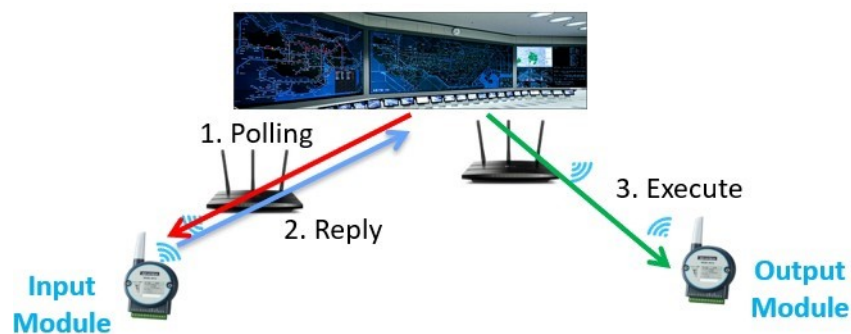 1. Polling
2. Reply
3. Execute
Input
Module
Output
Module